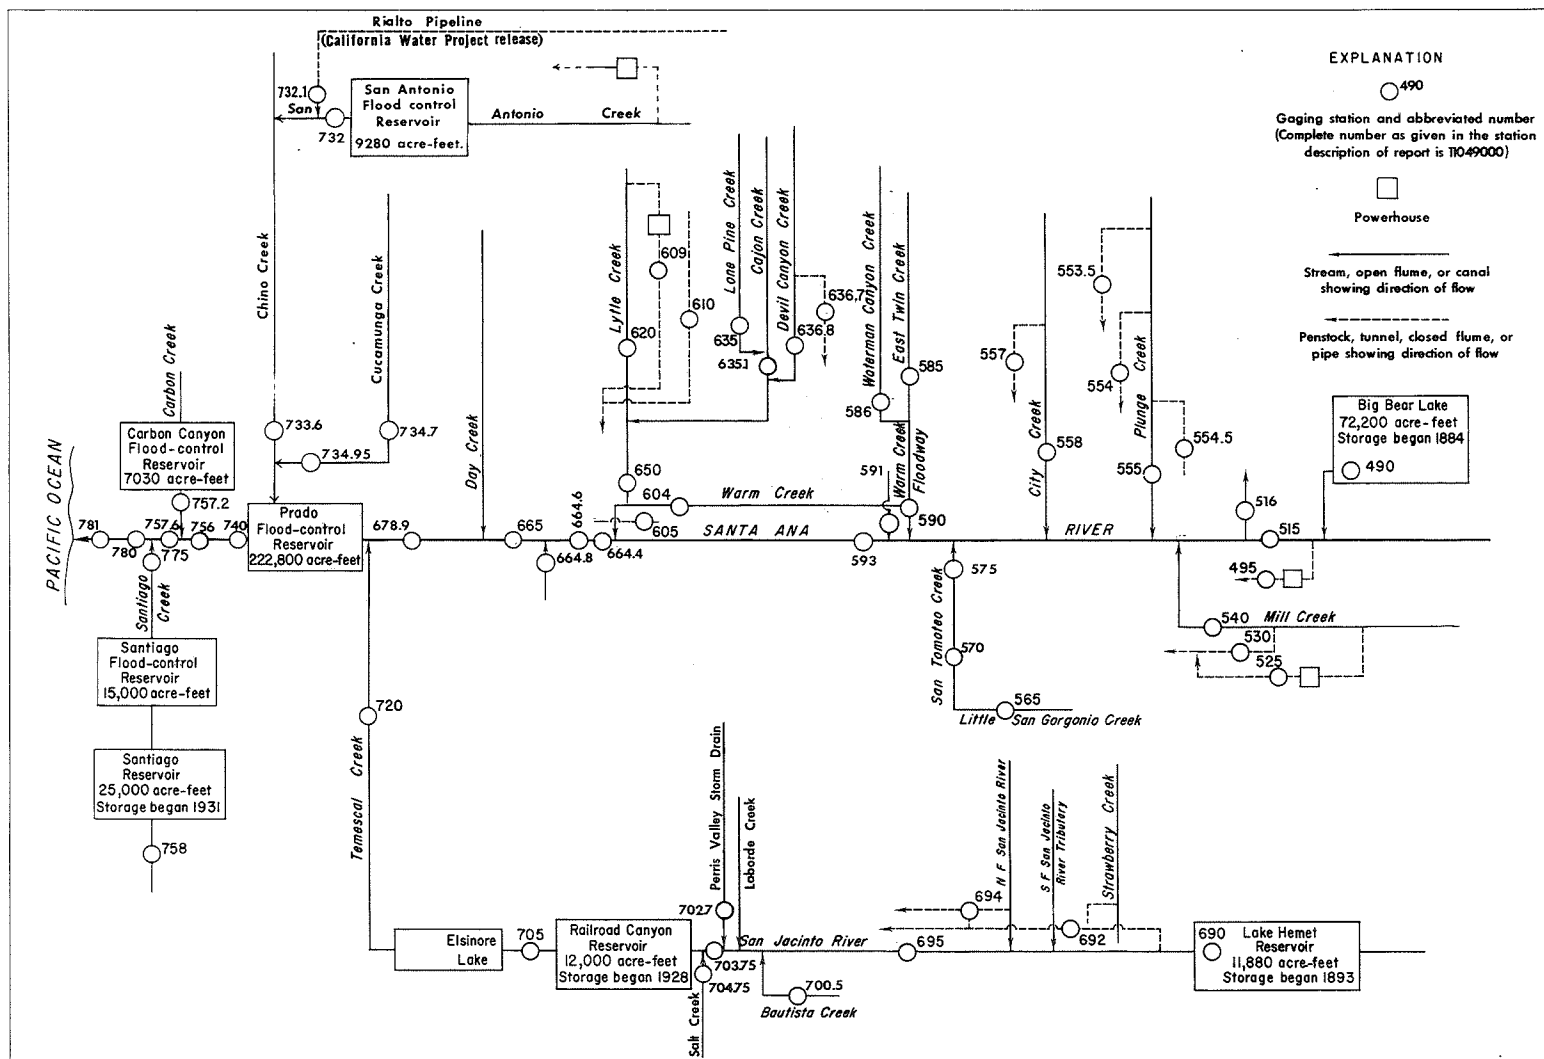 Rialto Pipeline
(California Water Project release)
732.1
San
732
San Antonio
Flood control
Reservoir
9280 acre-feet.
Antonio Creek
EXPLANATION
490
Gaging station and abbreviated number
(Complete number as given in the station
description of report is 11049000)
Powerhouse
Stream, open flume, or canal
showing direction of flow
Penstock, tunnel, closed flume, or
pipe showing direction of flow
Chino Creek
733.6
Cucamunga Creek
734.7
734.95
Day Creek
Lytle Creek
609
610
620
650
Lone Pine Creek
Cajon Creek
Devil Canyon Creek
635
635.1
636.7
636.8
Waterman Canyon Creek
East Twin Creek
585
586
Warm Creek
Floodway
591
590
604
Warm Creek
605
City Creek
557
558
553.5
554
Plunge Creek
554.5
555
Big Bear Lake
72,200 acre-feet
Storage began 1884
490
PACIFIC OCEAN
Carbon Creek
Carbon Canyon
Flood-control
Reservoir
7030 acre-feet
757.2
781
780
757.6
775
756
740
Prado
Flood-control
Reservoir
222,800 acre-feet
678.9
665
664.6
664.8
664.4
SANTA ANA RIVER
593
516
515
495
540
Mill Creek
530
525
575
San Tomoteo Creek
570
565
Little San Gorgonio Creek
Santiago
Creek
Santiago
Flood-control
Reservoir
15,000 acre-feet
Santiago
Reservoir
25,000 acre-feet
Storage began 1931
758
720
Temescal Creek
Elsinore
Lake
705
Railroad Canyon
Reservoir
12,000 acre-feet
Storage began 1928
Perris Valley Storm Drain
Laborde Creek
702.7
703.75
704.75
Salt Creek
San Jacinto River
700.5
Bautista Creek
695
694
N F San Jacinto River
S F San Jacinto
River Tributary
Strawberry Creek
692
690
Lake Hemet
Reservoir
11,880 acre-feet
Storage began 1893